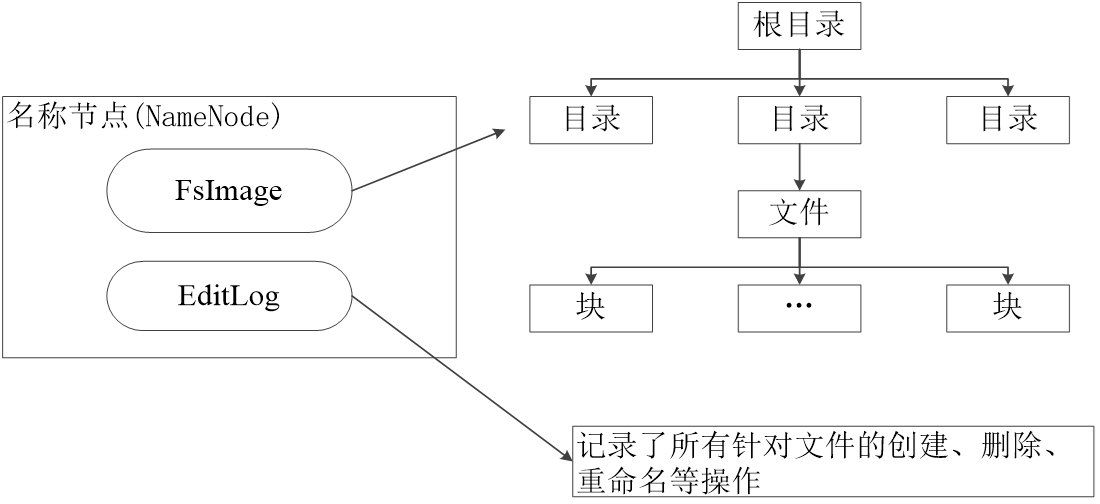 根目录
名称节点(NameNode)
目录
目录
目录
FsImage
文件
EditLog
块
…
块
记录了所有针对文件的创建、删除、
重命名等操作